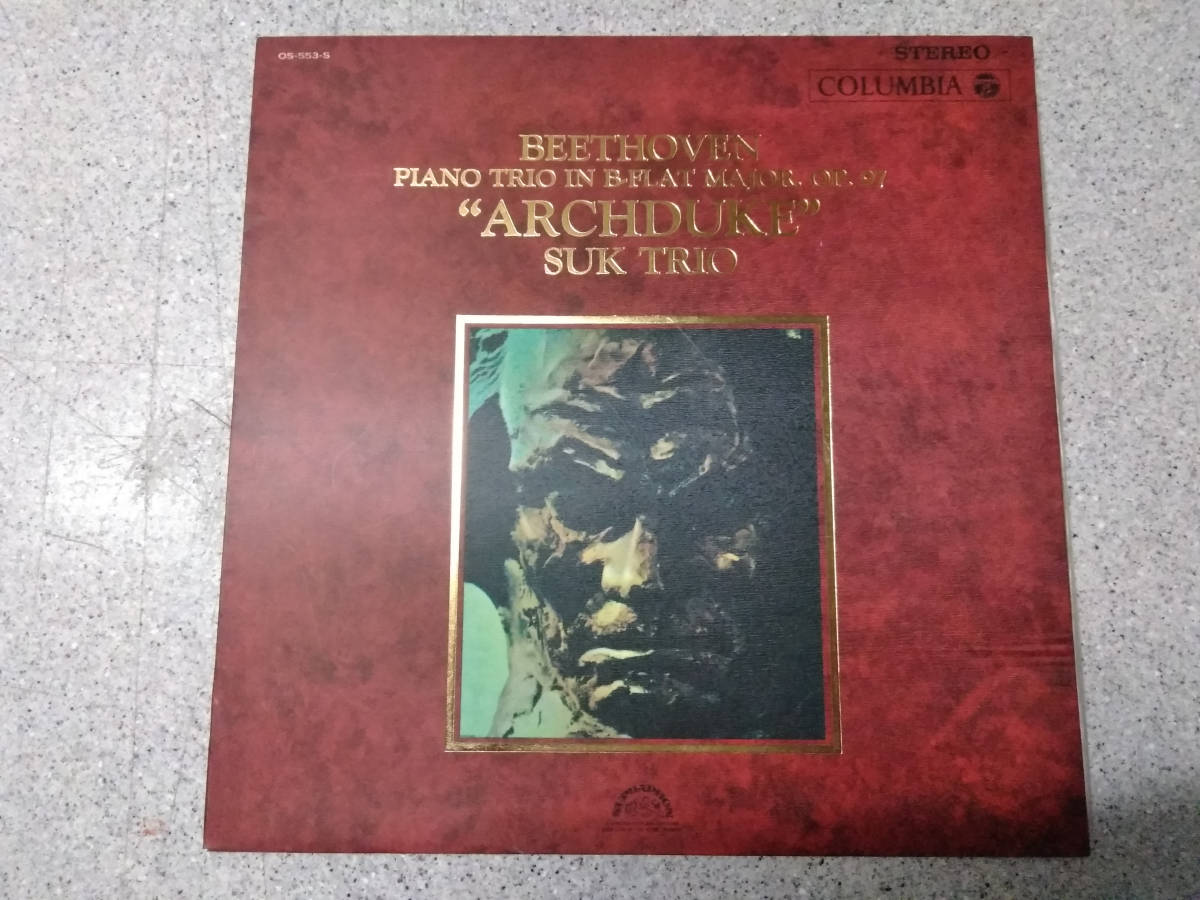 OS-553-S
STEREO
COLUMBIA
BEETHOVEN
PIANO TRIO IN B-FLAT MAJOR, OP. 97
"ARCHDUKE"
SUK TRIO